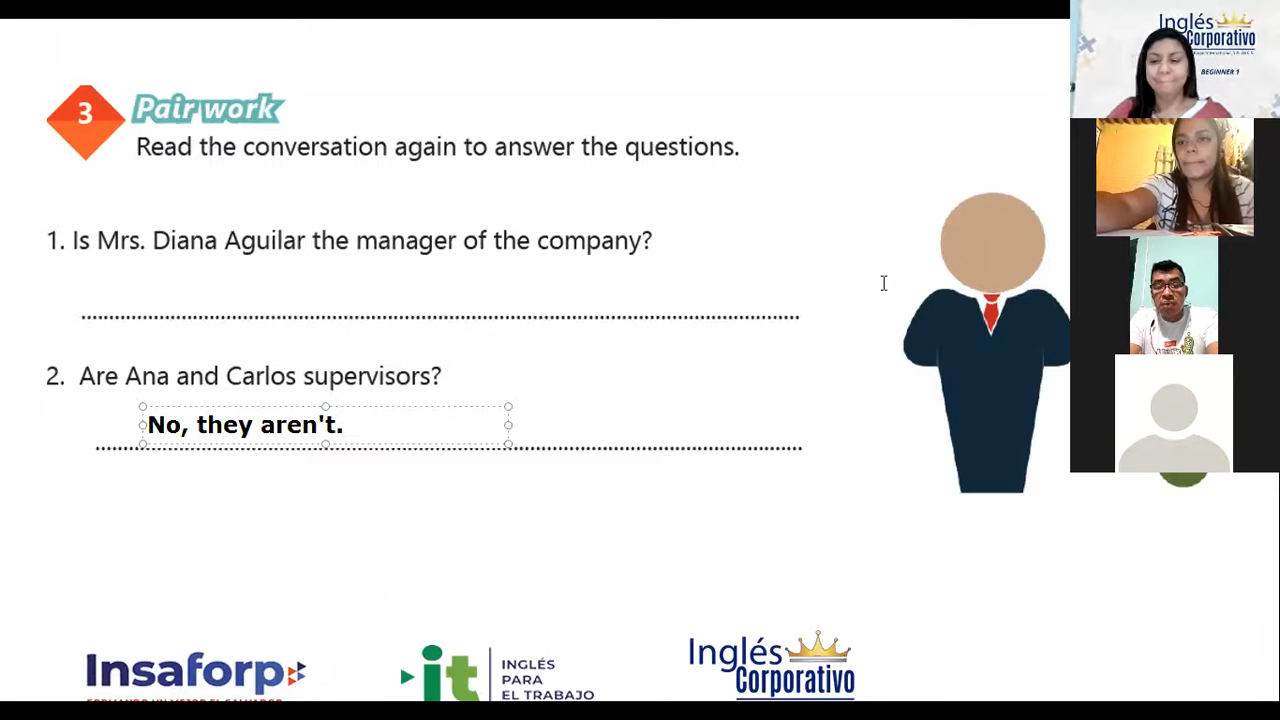 Inglés
Corporativo
BEGINNER 1
3
Pair work
Read the conversation again to answer the questions.
1. Is Mrs. Diana Aguilar the manager of the company?
2. Are Ana and Carlos supervisors?
No, they aren't.
Insaforp
it
INGLÉS
PARA
EL TRABAJO
Inglés
Corporativo